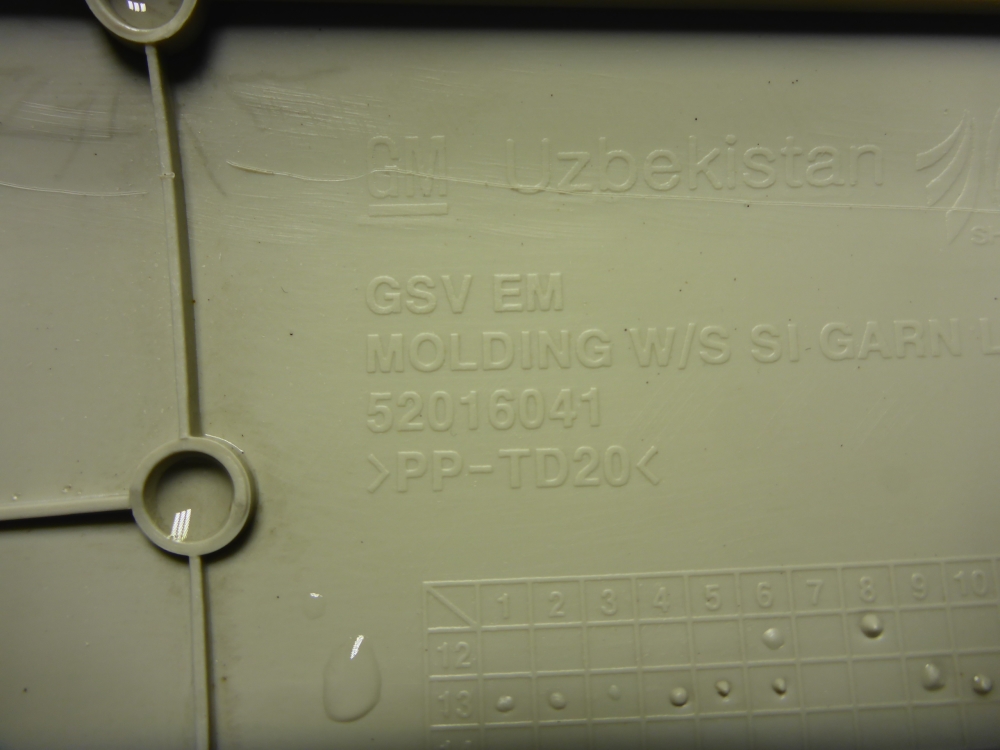 GM Uzbekistan
GSV EM
MOLDING W/S SI GARN L
52016041
>PP-TD20<
1 2 3 4 5 6 7 8 9 10
12
13